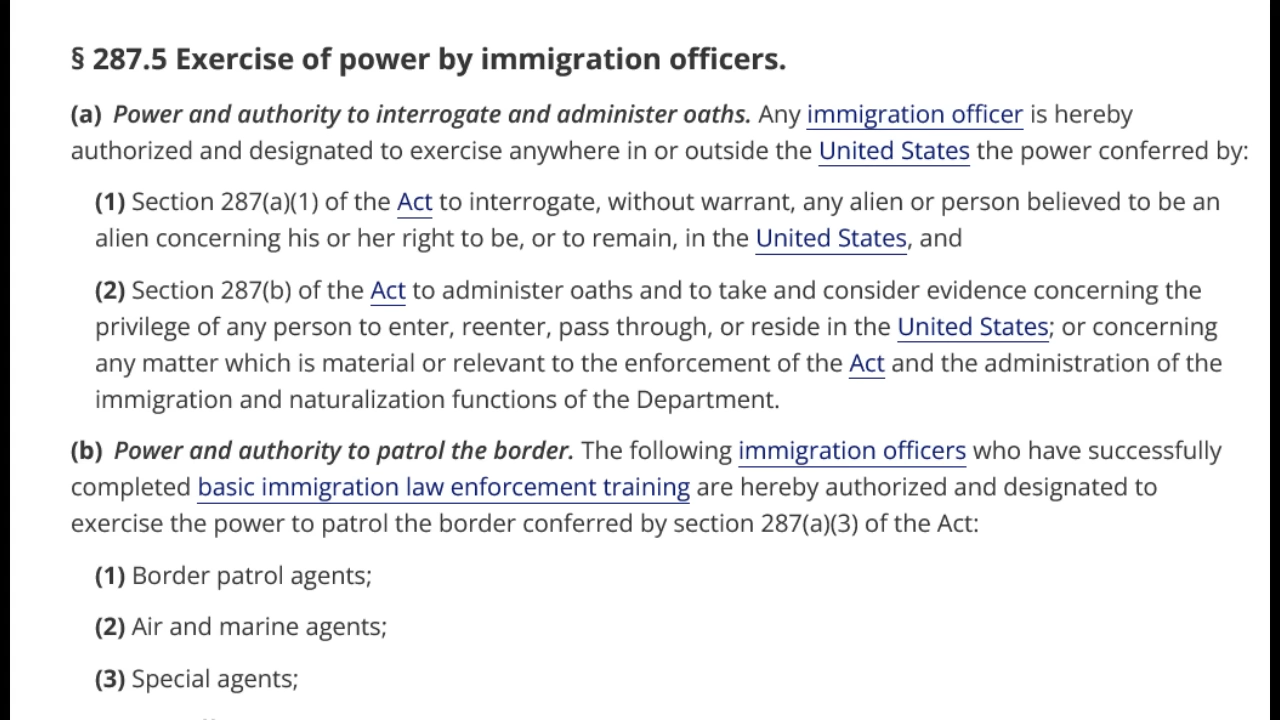 § 287.5 Exercise of power by immigration officers.
(a) Power and authority to interrogate and administer oaths. Any immigration officer is hereby
authorized and designated to exercise anywhere in or outside the United States the power conferred by:
(1) Section 287(a)(1) of the Act to interrogate, without warrant, any alien or person believed to be an
alien concerning his or her right to be, or to remain, in the United States, and
(2) Section 287(b) of the Act to administer oaths and to take and consider evidence concerning the
privilege of any person to enter, reenter, pass through, or reside in the United States; or concerning
any matter which is material or relevant to the enforcement of the Act and the administration of the
immigration and naturalization functions of the Department.
(b) Power and authority to patrol the border. The following immigration officers who have successfully
completed basic immigration law enforcement training are hereby authorized and designated to
exercise the power to patrol the border conferred by section 287(a)(3) of the Act:
(1) Border patrol agents;
(2) Air and marine agents;
(3) Special agents;